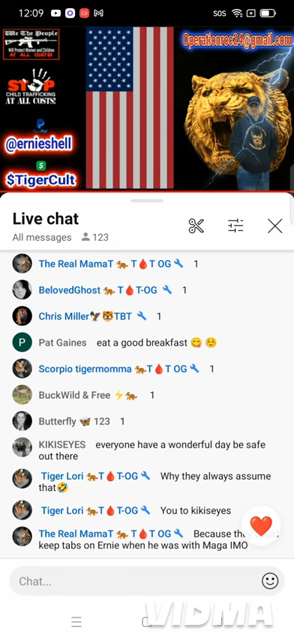 12:09
SOS
We The People
Will Protect Women and Children
AT ALL COSTS!
STOP
CHILD TRAFFICKING
AT ALL COSTS!
@ernieshell
$TigerCult
Operationroc24@gmail.com
Live chat
All messages 123
The Real MamaT 🐅 T🩸T OG 🔧 1
BelovedGhost 🐅 T🩸T-OG 🔧 1
Chris Miller🦅🐯TBT 🔧 1
P Pat Gaines eat a good breakfast 😋 ☺️
Scorpio tigermomma 🐅.T🩸T OG 🔧 1
BuckWild & Free ⚡🐅 1
Butterfly 🦋 123 1
KIKISEYES everyone have a wonderful day be safe
out there
Tiger Lori 🐅T🩸T-OG 🔧 Why they always assume
that🤣
Tiger Lori 🐅T🩸T-OG 🔧 You to kikiseyes
The Real MamaT 🐅 T🩸T OG 🔧 Because the
keep tabs on Ernie when he was with Maga IMO
Chat...
VIDMA